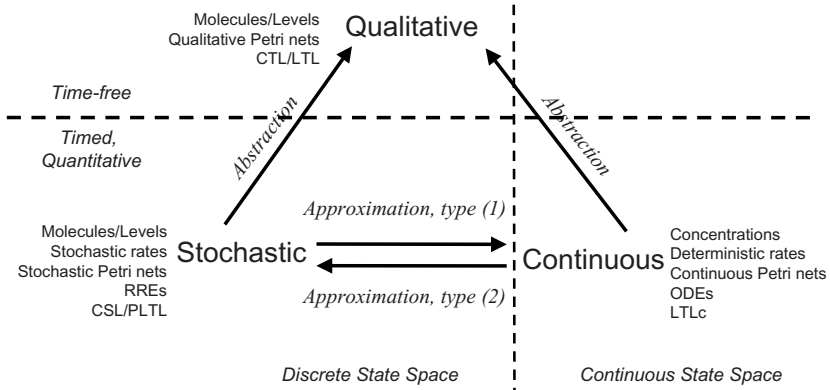 Molecules/Levels
Qualitative Petri nets
CTL/LTL
Qualitative
Time-free
Timed,
Quantitative
Abstraction
Abstraction
Approximation, type (1)
Molecules/Levels
Stochastic rates
Stochastic Petri nets
RREs
CSL/PLTL
Stochastic
Continuous
Concentrations
Deterministic rates
Continuous Petri nets
ODEs
LTLc
Approximation, type (2)
Discrete State Space
Continuous State Space